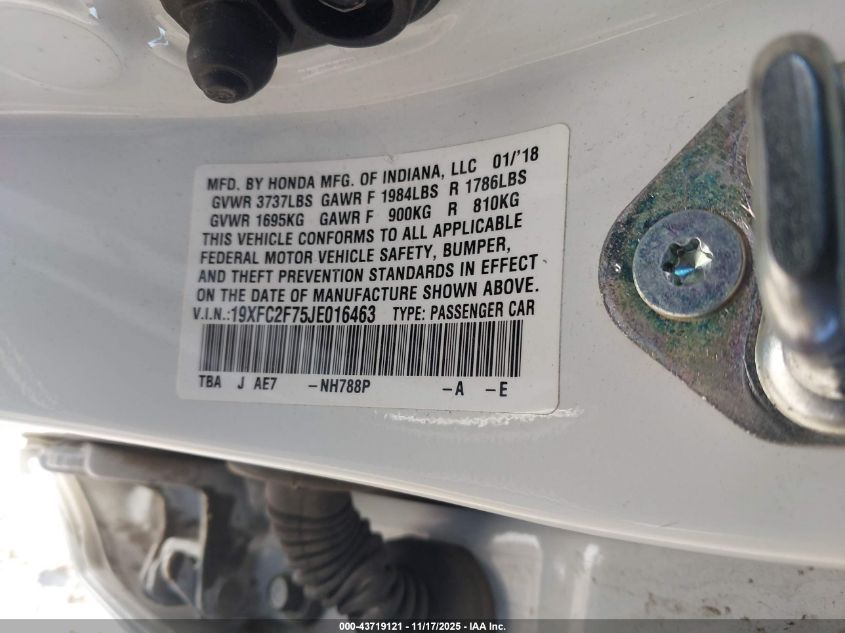 MFD. BY HONDA MFG. OF INDIANA, LLC 01/'18
GVWR 3737LBS GAWR F 1984LBS R 1786LBS
GVWR 1695KG GAWR F 900KG R 810KG
THIS VEHICLE CONFORMS TO ALL APPLICABLE
FEDERAL MOTOR VEHICLE SAFETY, BUMPER,
AND THEFT PREVENTION STANDARDS IN EFFECT
ON THE DATE OF MANUFACTURE SHOWN ABOVE.
V.I.N.:19XFC2F75JE016463 TYPE: PASSENGER CAR
TBA J AE7 -NH788P -A -E
000-43719121 - 11/17/2025 - IAA Inc.